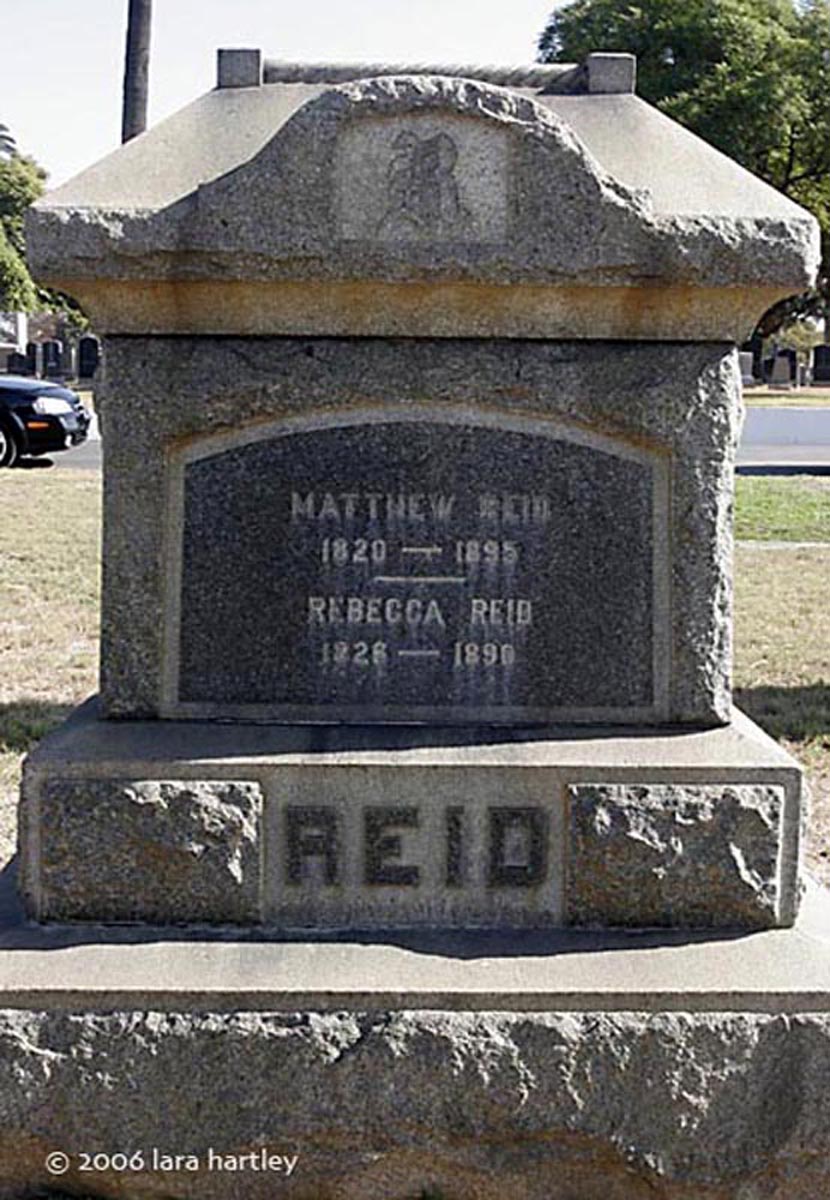 R
MATTHEW REID
1820 — 1895
REBECCA REID
1826 — 1890
REID
© 2006 lara hartley